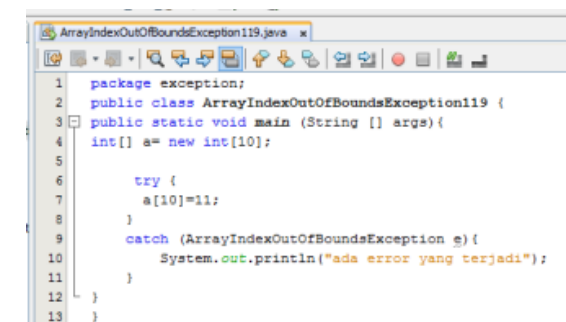 ArrayIndexOutOfBoundsException119.java
1 package exception;
2 public class ArrayIndexOutOfBoundsException119 {
3 public static void main (String [] args){
4 int[] a= new int[10];
5
6 try {
7 a[10]=11;
8 }
9 catch (ArrayIndexOutOfBoundsException e){
10 System.out.println("ada error yang terjadi");
11 }
12 }
13 }